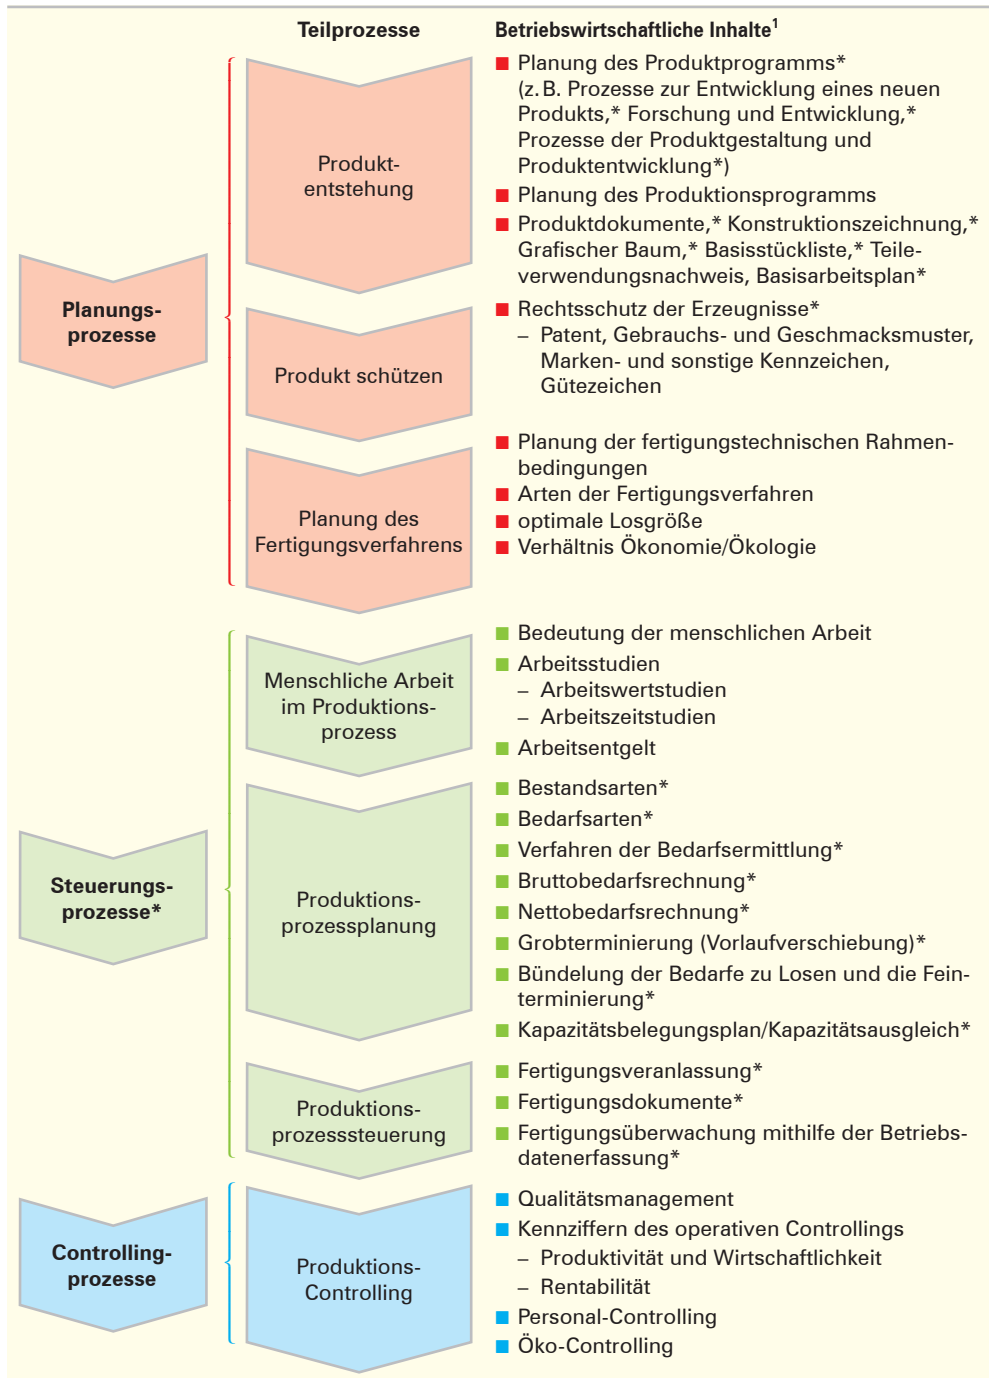 Teilprozesse
Betriebswirtschaftliche Inhalte¹
Planungs-
prozesse
Produkt-
entstehung
■ Planung des Produktprogramms*
(z. B. Prozesse zur Entwicklung eines neuen
Produkts,* Forschung und Entwicklung,*
Prozesse der Produktgestaltung und
Produktentwicklung*)
■ Planung des Produktionsprogramms
■ Produktdokumente,* Konstruktionszeichnung,*
Grafischer Baum,* Basisstückliste,* Teile-
verwendungsnachweis, Basisarbeitsplan*
Produkt schützen
■ Rechtsschutz der Erzeugnisse*
– Patent, Gebrauchs- und Geschmacksmuster,
Marken- und sonstige Kennzeichen,
Gütezeichen
Planung des
Fertigungsverfahrens
■ Planung der fertigungstechnischen Rahmen-
bedingungen
■ Arten der Fertigungsverfahren
■ optimale Losgröße
■ Verhältnis Ökonomie/Ökologie
Steuerungs-
prozesse*
Menschliche Arbeit
im Produktions-
prozess
■ Bedeutung der menschlichen Arbeit
■ Arbeitsstudien
– Arbeitswertstudien
– Arbeitszeitstudien
■ Arbeitsentgelt
Produktions-
prozessplanung
■ Bestandsarten*
■ Bedarfsarten*
■ Verfahren der Bedarfsermittlung*
■ Bruttobedarfsrechnung*
■ Nettobedarfsrechnung*
■ Grobterminierung (Vorlaufverschiebung)*
■ Bündelung der Bedarfe zu Losen und die Fein-
terminierung*
■ Kapazitätsbelegungsplan/Kapazitätsausgleich*
Produktions-
prozesssteuerung
■ Fertigungsveranlassung*
■ Fertigungsdokumente*
■ Fertigungsüberwachung mithilfe der Betriebs-
datenerfassung*
Controlling-
prozesse
Produktions-
Controlling
■ Qualitätsmanagement
■ Kennziffern des operativen Controllings
– Produktivität und Wirtschaftlichkeit
– Rentabilität
■ Personal-Controlling
■ Öko-Controlling